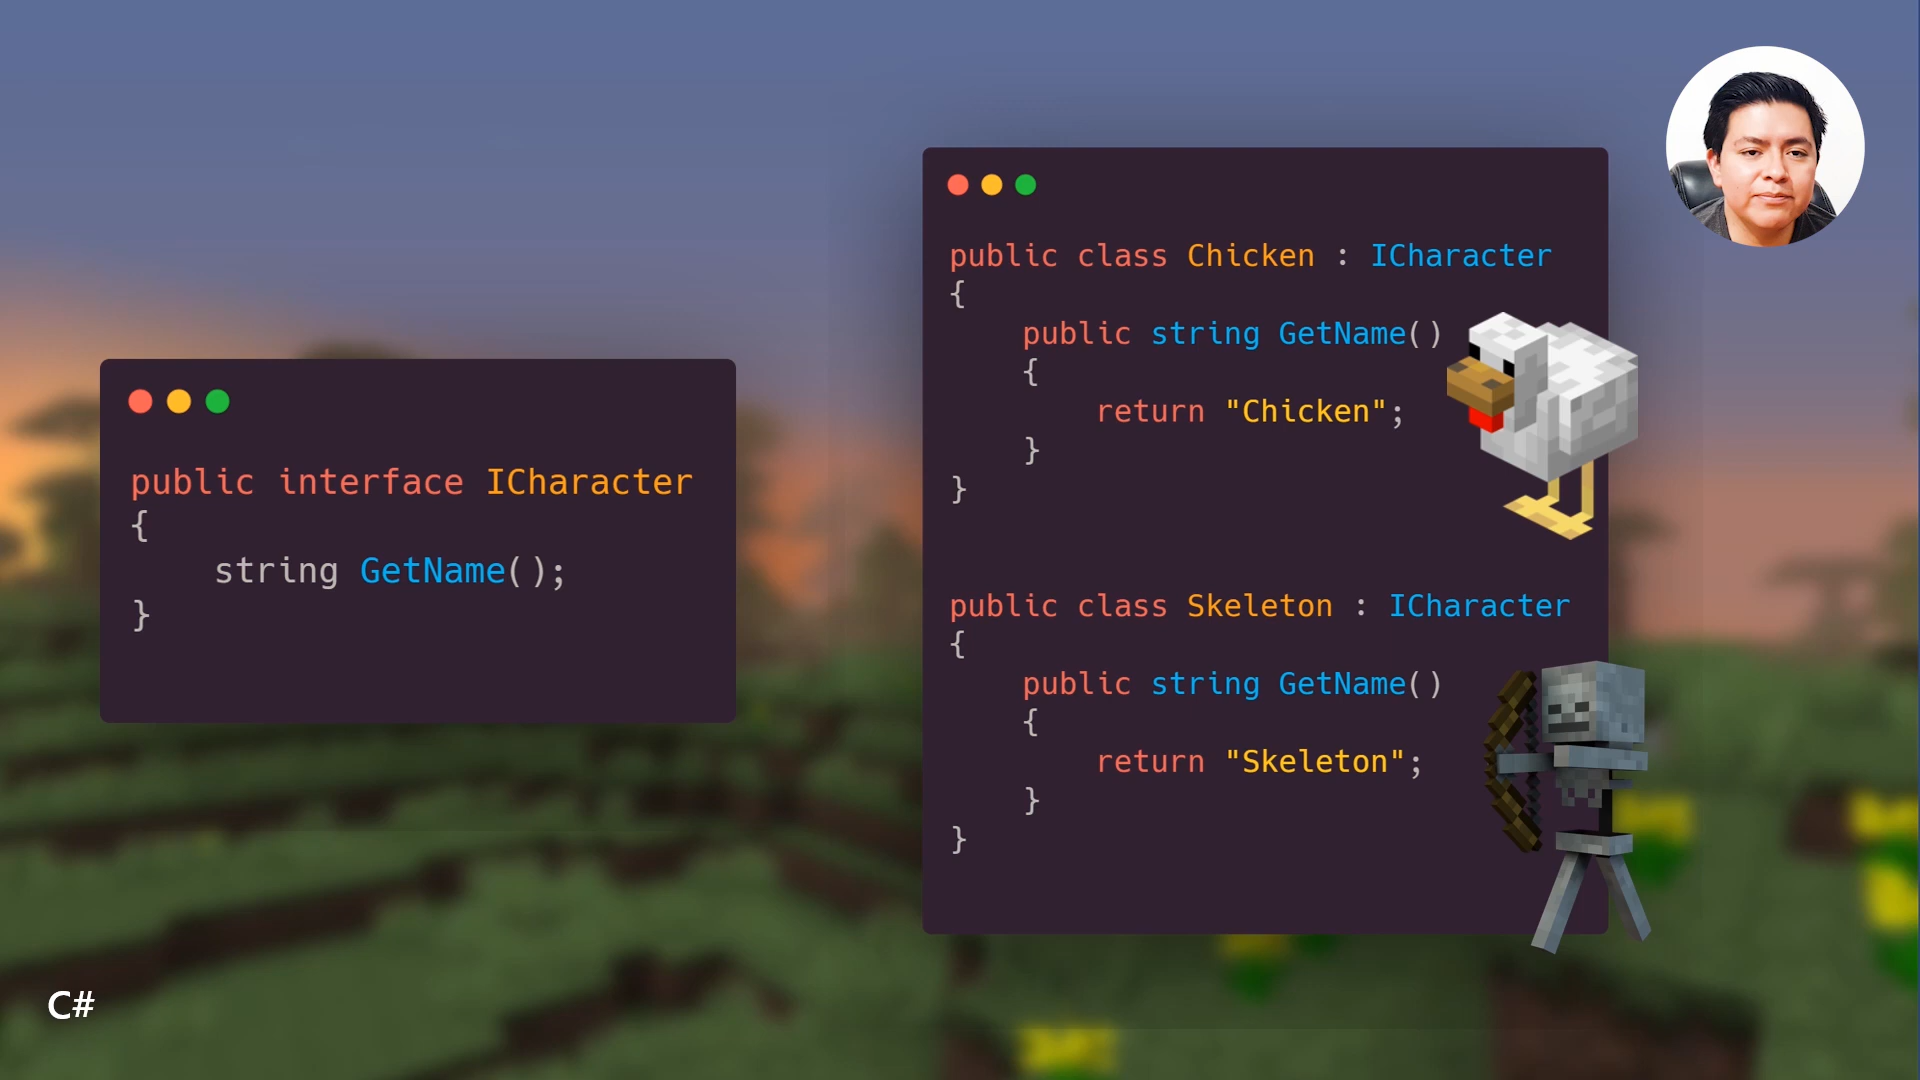 public interface ICharacter
{
    string GetName();
}
public class Chicken : ICharacter
{
    public string GetName()
    {
        return "Chicken";
    }
}
public class Skeleton : ICharacter
{
    public string GetName()
    {
        return "Skeleton";
    }
}
C#